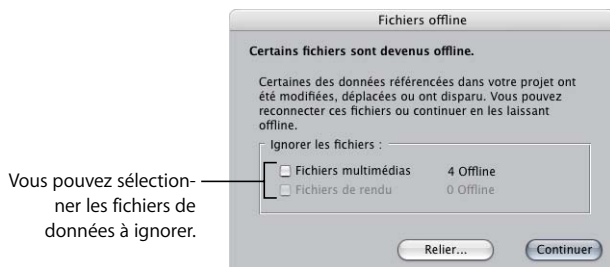 Fichiers offline
Certains fichiers sont devenus offline.
Certaines des données référencées dans votre projet ont
été modifiées, déplacées ou ont disparu. Vous pouvez
reconnecter ces fichiers ou continuer en les laissant
offline.
Ignorer les fichiers :
Fichiers multimédias 4 Offline
Fichiers de rendu 0 Offline
Vous pouvez sélection-
ner les fichiers de
données à ignorer.
Relier... Continuer